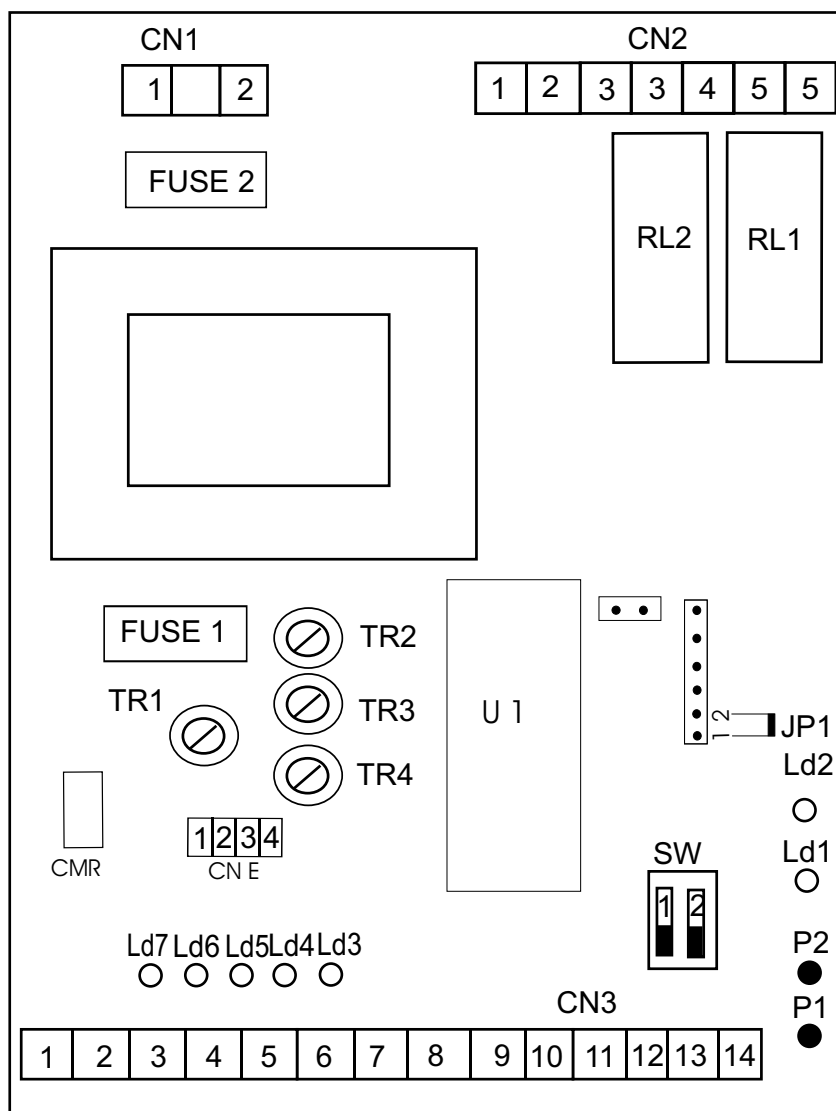 CN1
CN2
1 2
1 2 3 3 4 5 5
FUSE 2
RL2 RL1
FUSE 1
TR2
TR1
TR3
U 1
1 2
JP1
TR4
Ld2
1 2 3 4
CMR
CN E
SW
Ld1
1 2
Ld7 Ld6 Ld5 Ld4 Ld3
P2
CN3
P1
1 2 3 4 5 6 7 8 9 10 11 12 13 14